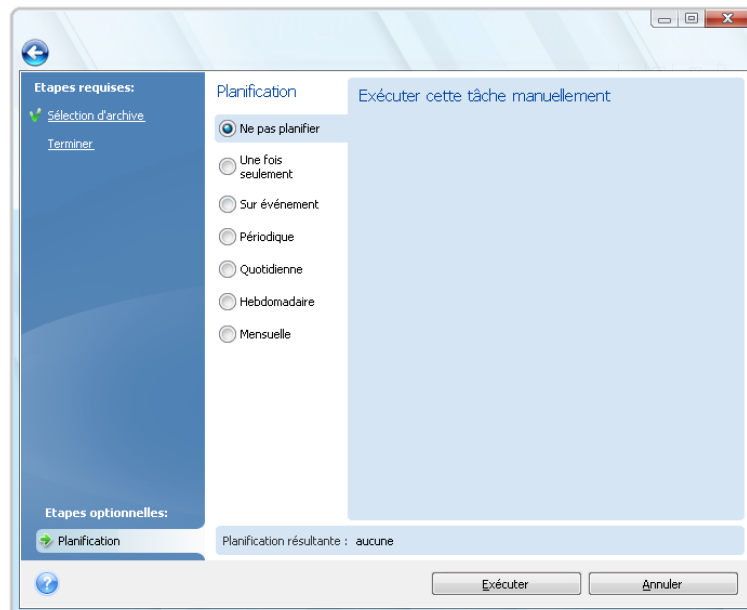 Etapes requises:
Sélection d'archive
Terminer
Etapes optionnelles:
Planification
Planification
Ne pas planifier
Une fois
seulement
Sur événement
Périodique
Quotidienne
Hebdomadaire
Mensuelle
Exécuter cette tâche manuellement
Planification résultante : aucune
Exécuter
Annuler